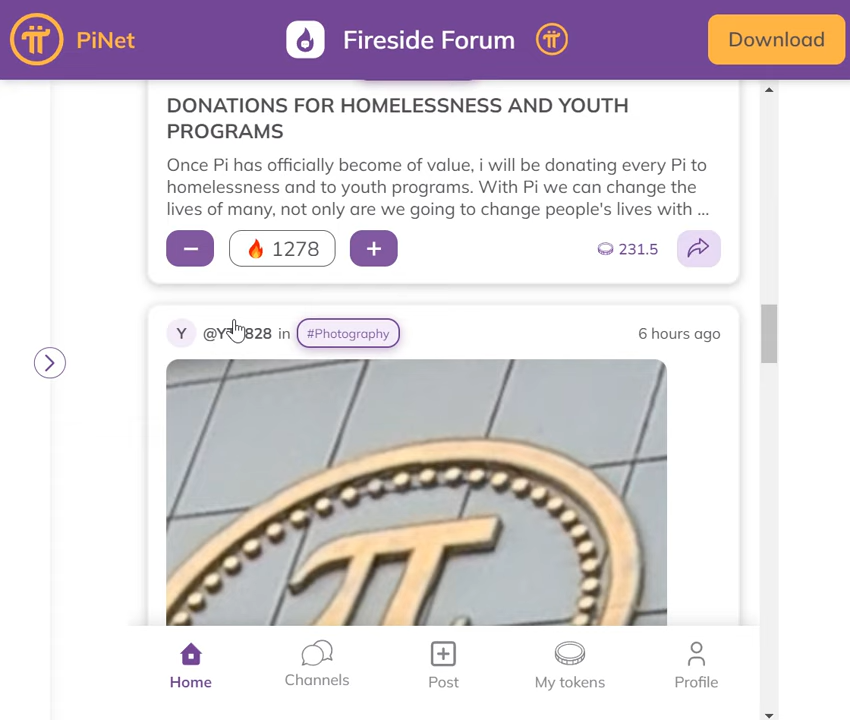 PiNet
Fireside Forum
Download
DONATIONS FOR HOMELESSNESS AND YOUTH
PROGRAMS
Once Pi has officially become of value, i will be donating every Pi to
homelessness and to youth programs. With Pi we can change the
lives of many, not only are we going to change people's lives with ...
− 1278 + 231.5
Y in #Photography 6 hours ago
Home Channels Post My tokens Profile